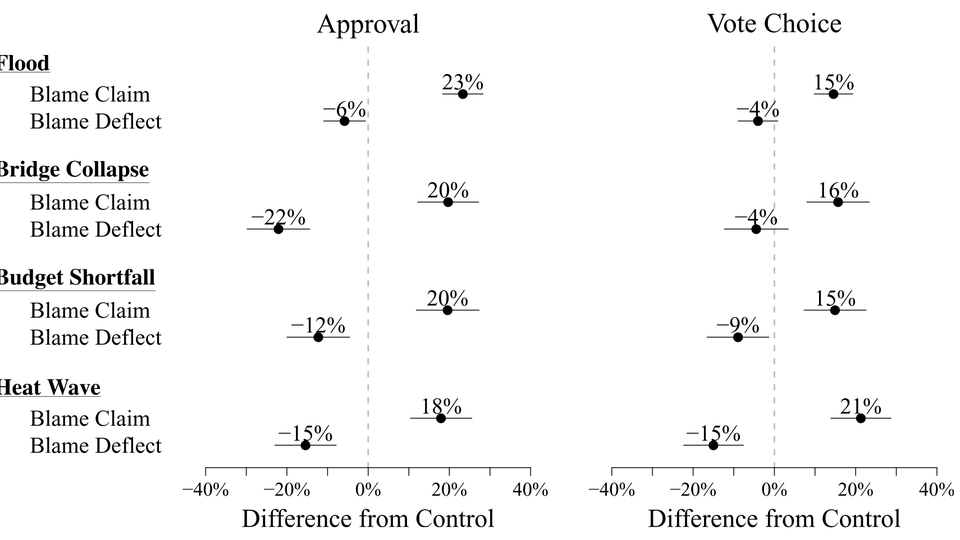 Approval Vote Choice
Flood
Blame Claim 23% 15%
Blame Deflect −6% −4%
Bridge Collapse
Blame Claim 20% 16%
Blame Deflect −22% −4%
Budget Shortfall
Blame Claim 20% 15%
Blame Deflect −12% −9%
Heat Wave
Blame Claim 18% 21%
Blame Deflect −15% −15%
−40% −20% 0% 20% 40% −40% −20% 0% 20% 40%
Difference from Control Difference from Control